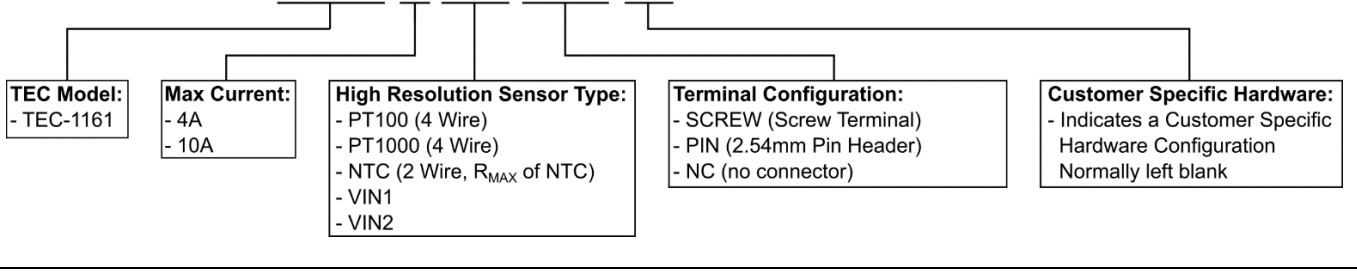 TEC Model:
- TEC-1161
Max Current:
- 4A
- 10A
High Resolution Sensor Type:
- PT100 (4 Wire)
- PT1000 (4 Wire)
- NTC (2 Wire, RMAX of NTC)
- VIN1
- VIN2
Terminal Configuration:
- SCREW (Screw Terminal)
- PIN (2.54mm Pin Header)
- NC (no connector)
Customer Specific Hardware:
- Indicates a Customer Specific
Hardware Configuration
Normally left blank